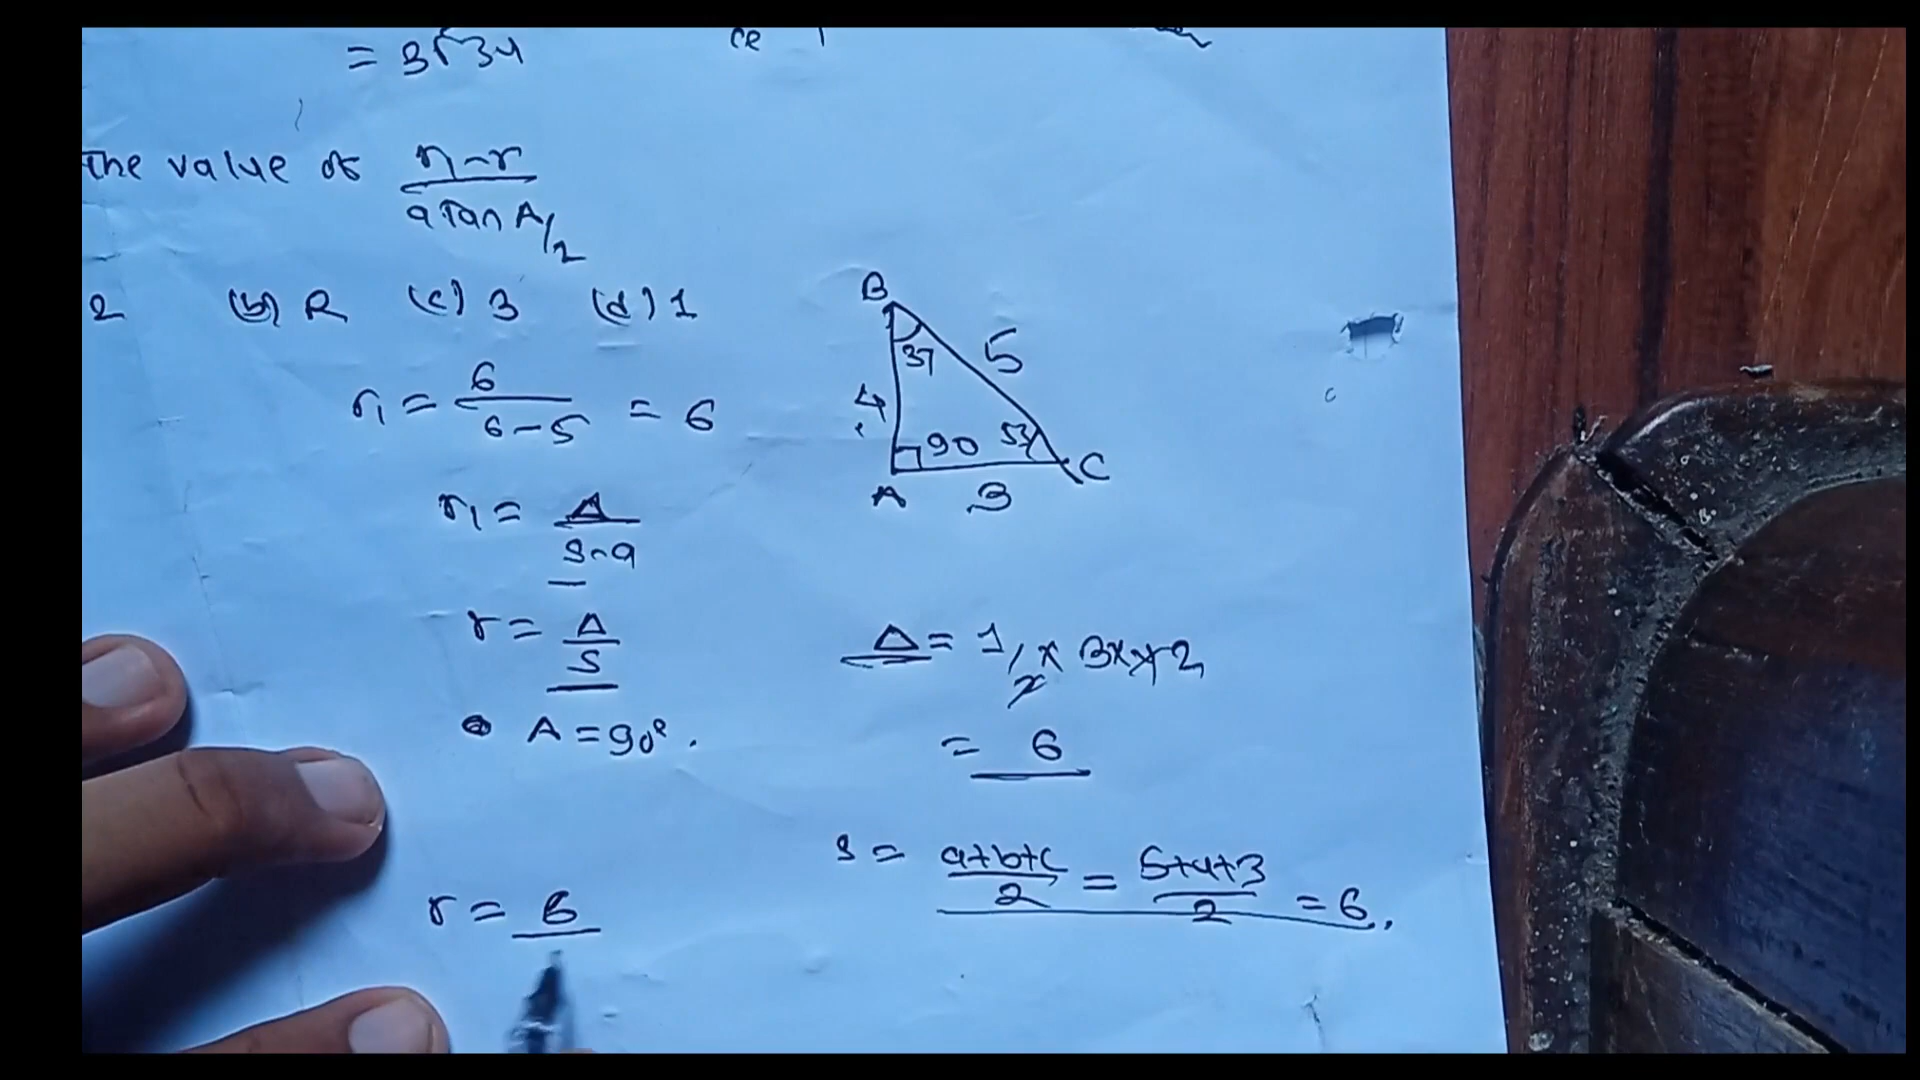 = 3√34
The value of (r1-r)/(a Tan A/2)
2 (b) R (c) 3 (d) 1
r1 = 6/(6-5) = 6
r1 = Δ/(s-a)
r = Δ/s
A = 90°.
r = 6
B
37
5
4
90
53
C
A
3
Δ = 1/2 x 3 x 4 2
= 6
s = (a+b+c)/2 = (5+4+3)/2 = 6.